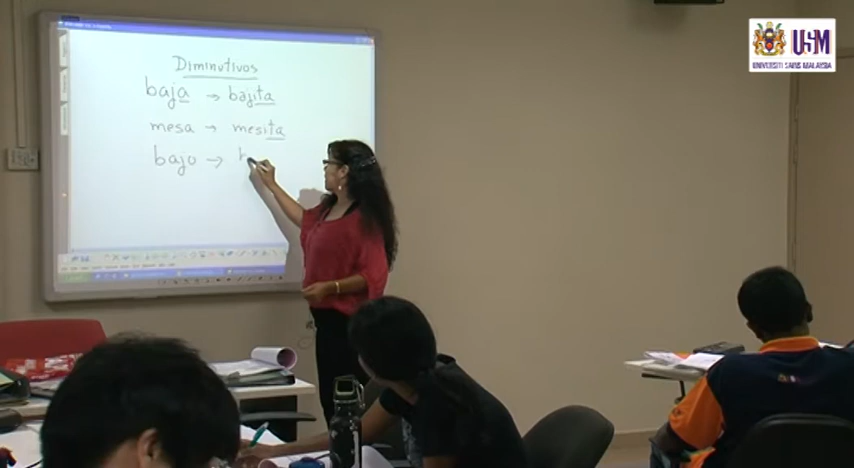 Diminutivos
baja → bajita
mesa → mesita
bajo → b
USM
UNIVERSITI SAINS MALAYSIA